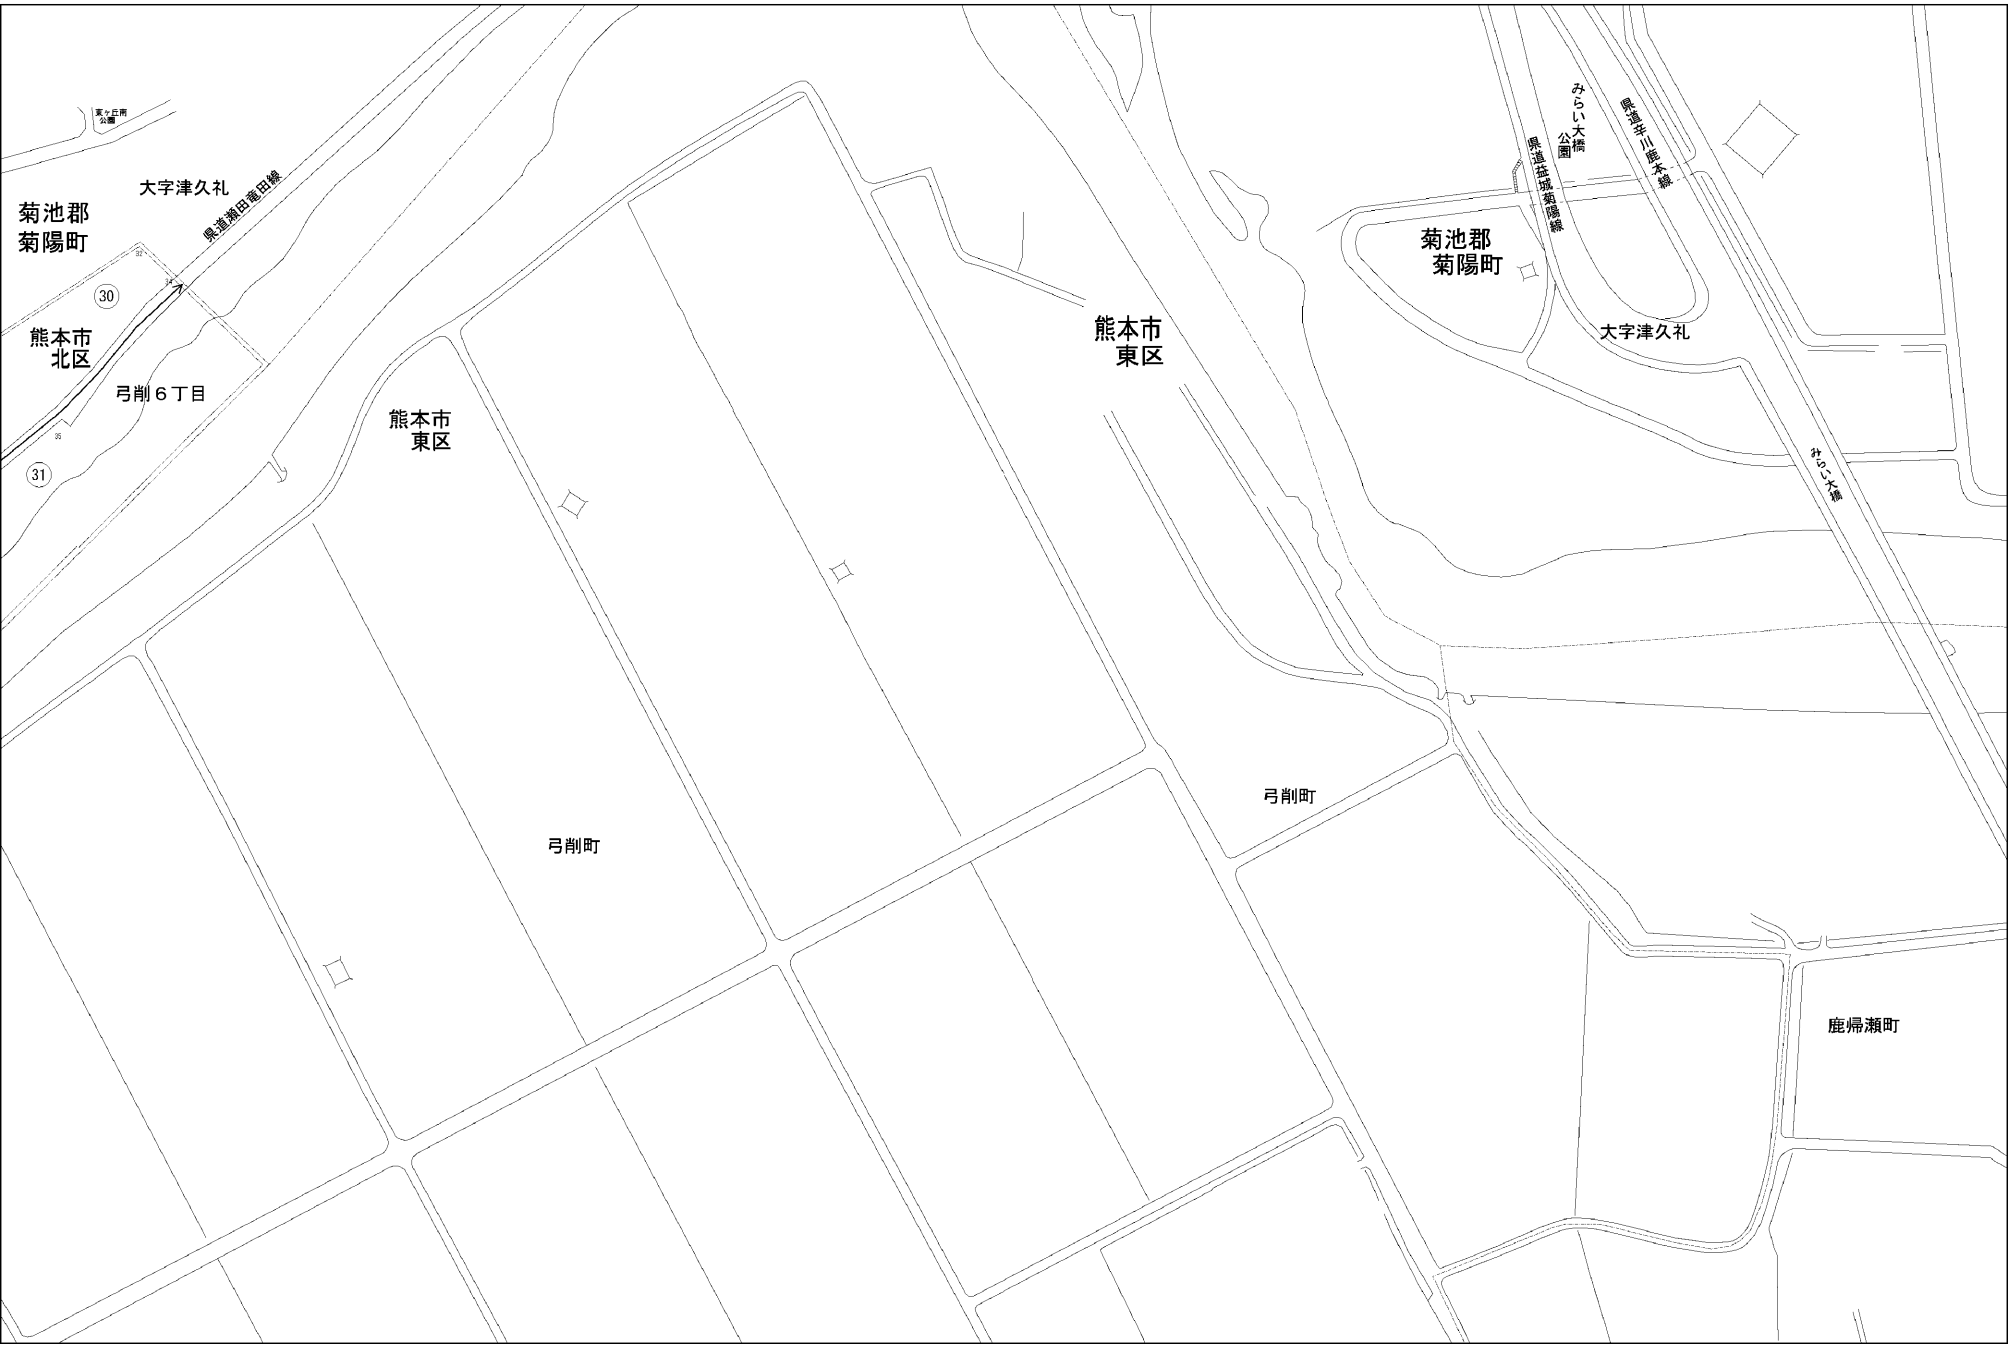 東ヶ丘南
公園
大字津久礼
県道瀬田竜田線
菊池郡
菊陽町
32
34
30
熊本市
北区
弓削6丁目
35
31
熊本市
東区
弓削町
熊本市
東区
弓削町
みらい大橋
公園
県道益城菊陽線
県道辛川鹿本線
菊池郡
菊陽町
大字津久礼
みらい大橋
鹿帰瀬町